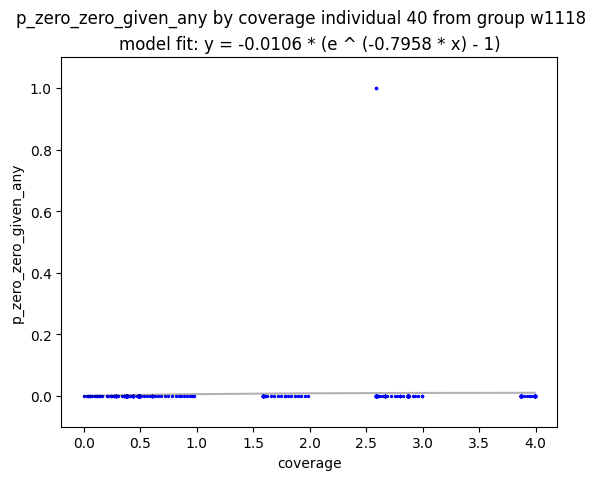 p_zero_zero_given_any by coverage individual 40 from group w1118
model fit: y = -0.0106 * (e ^ (-0.7958 * x) - 1)
1.0
0.8
0.6
0.4
0.2
0.0
p_zero_zero_given_any
0.0 0.5 1.0 1.5 2.0 2.5 3.0 3.5 4.0
coverage